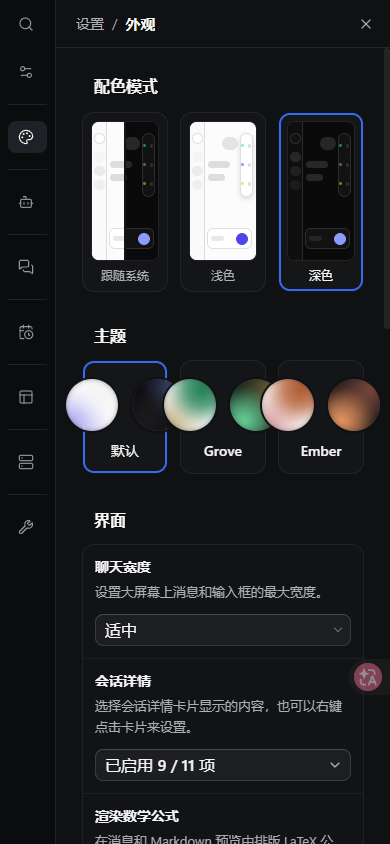 设置 / 外观
配色模式
跟随系统
浅色
深色
主题
默认
Grove
Ember
界面
聊天宽度
设置大屏幕上消息和输入框的最大宽度。
适中
会话详情
选择会话详情卡片显示的内容，也可以右键
点击卡片来设置。
已启用 9 / 11 项
渲染数学公式
在消息和 Markdown 预览中排版 LaTeX 公